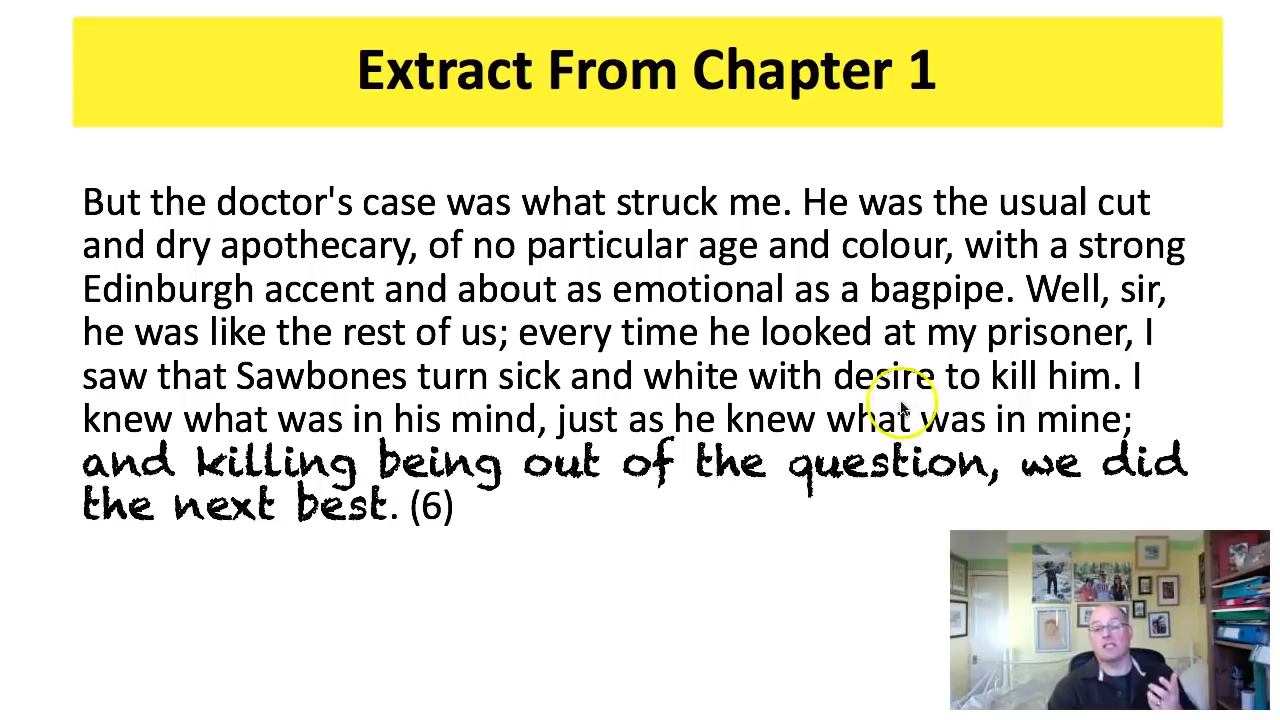 Extract From Chapter 1
But the doctor's case was what struck me. He was the usual cut
and dry apothecary, of no particular age and colour, with a strong
Edinburgh accent and about as emotional as a bagpipe. Well, sir,
he was like the rest of us; every time he looked at my prisoner, I
saw that Sawbones turn sick and white with desire to kill him. I
knew what was in his mind, just as he knew what was in mine;
and killing being out of the question, we did
the next best. (6)